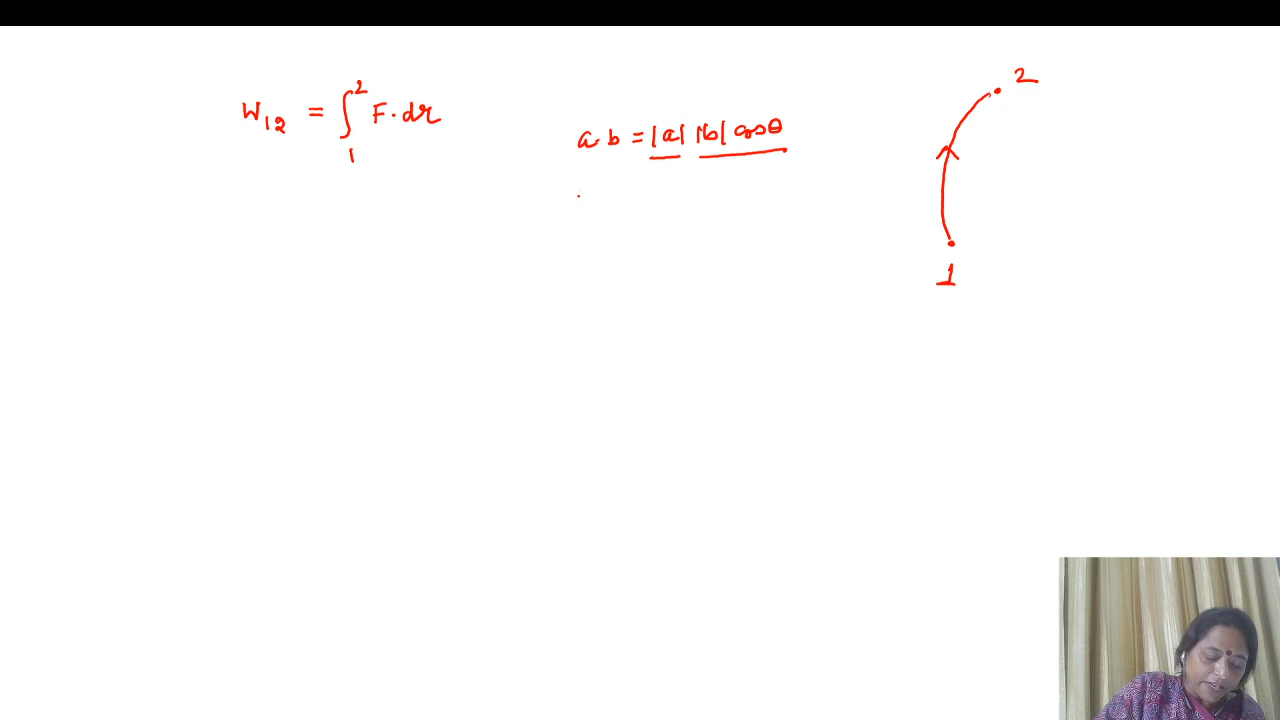 W₁₂ = ∫₁² F·dr
a·b = |a| |b| cosθ
2
1